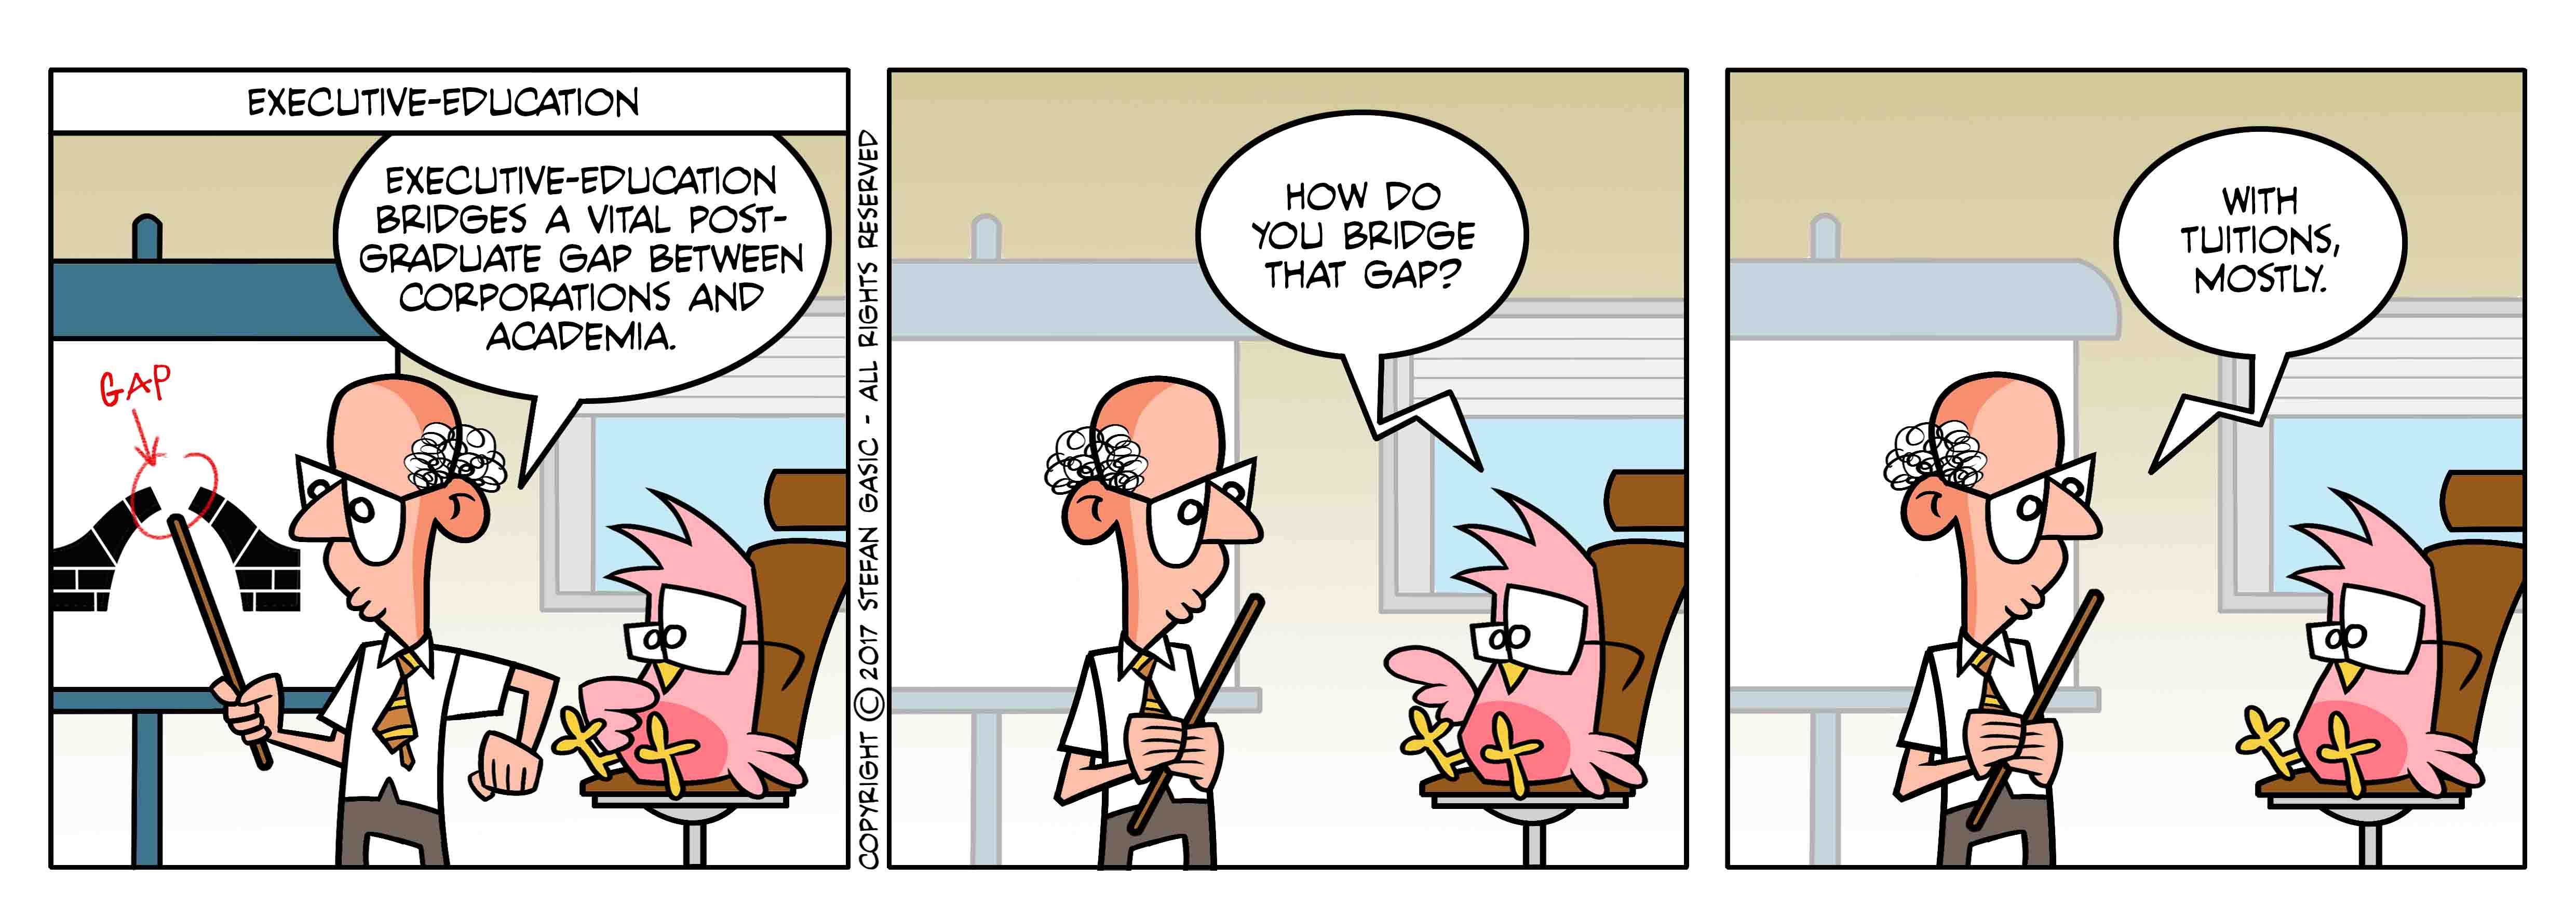 EXECUTIVE-EDUCATION
EXECUTIVE-EDUCATION
BRIDGES A VITAL POST-
GRADUATE GAP BETWEEN
CORPORATIONS AND
ACADEMIA.
GAP
COPYRIGHT © 2017 STEFAN GASIC - ALL RIGHTS RESERVED
HOW DO
YOU BRIDGE
THAT GAP?
WITH
TUITIONS,
MOSTLY.